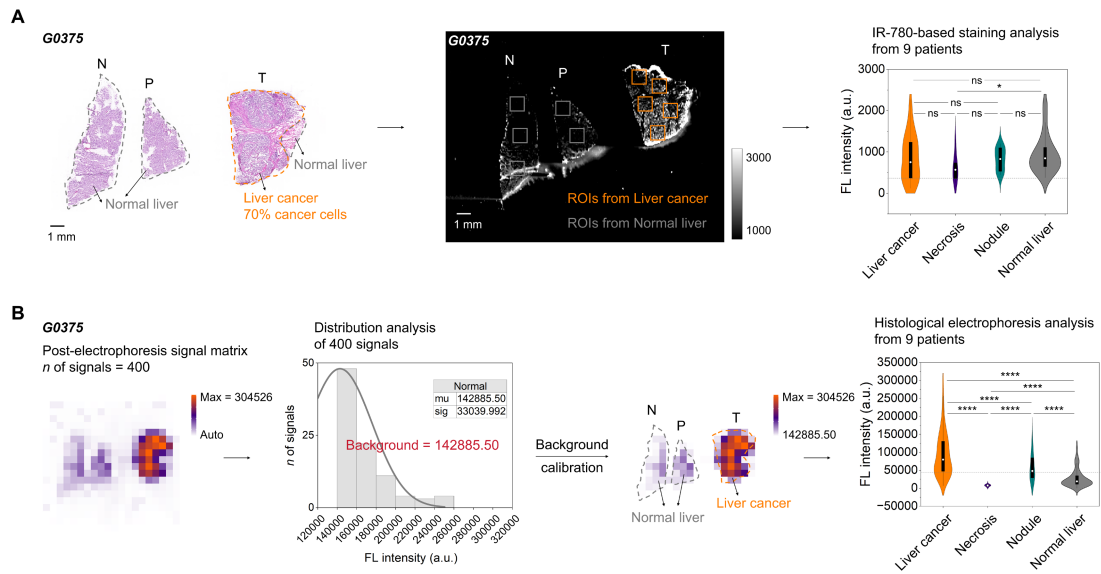 A
G0375
N
P
T
Normal liver
Normal liver
Liver cancer
70% cancer cells
1 mm
G0375
N
P
T
ROIs from Liver cancer
ROIs from Normal liver
1 mm
3000
1000
IR-780-based staining analysis
from 9 patients
FL intensity (a.u.)
3000
2000
1000
0
ns
ns
*
ns
ns
ns
Liver cancer
Necrosis
Nodule
Normal liver
B
G0375
Post-electrophoresis signal matrix
n of signals = 400
Max = 304526
Auto
Distribution analysis
of 400 signals
n of signals
50
25
0
Normal
mu 142885.50
sig 33039.992
Background = 142885.50
120000
140000
160000
180000
200000
220000
240000
260000
280000
300000
320000
FL intensity (a.u.)
Background
calibration
N
P
T
Normal liver
Liver cancer
Max = 304526
142885.50
Histological electrophoresis analysis
from 9 patients
FL intensity (a.u.)
350000
300000
250000
200000
150000
100000
50000
0
−50000
****
****
****
****
****
****
Liver cancer
Necrosis
Nodule
Normal liver